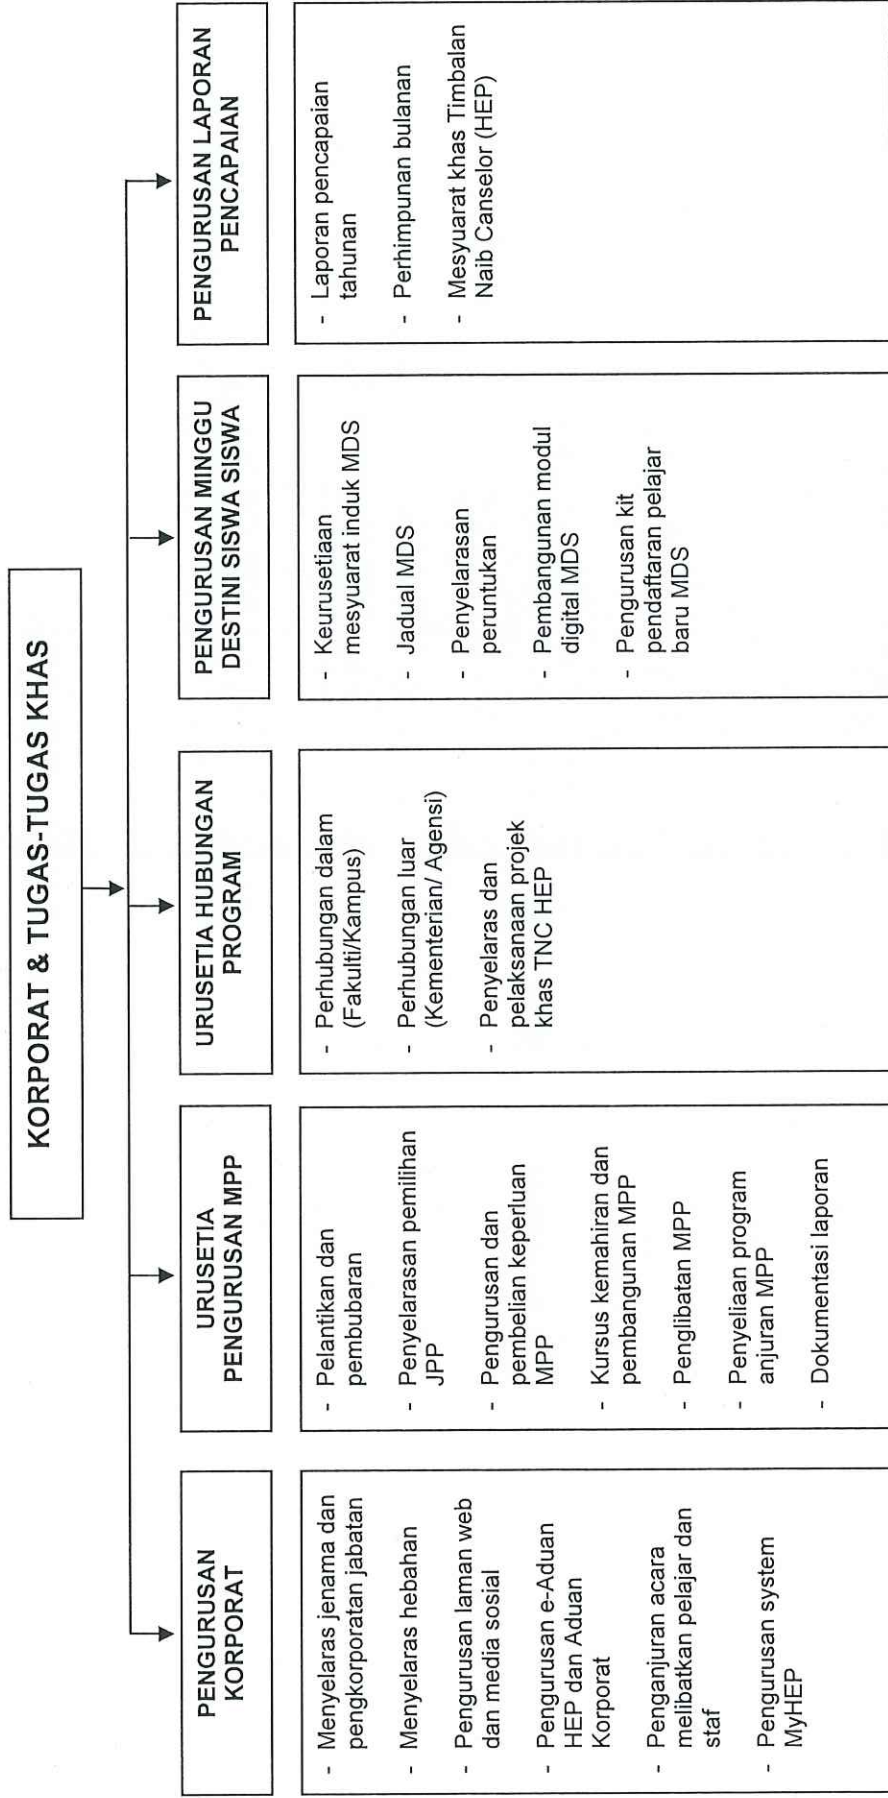 KORPORAT & TUGAS-TUGAS KHAS
PENGURUSAN
KORPORAT
- Menyelaras jenama dan
pengkorporatan jabatan
- Menyelaras hebahan
- Pengurusan laman web
dan media sosial
- Pengurusan e-Aduan
HEP dan Aduan
Korporat
- Penganjuran acara
melibatkan pelajar dan
staf
- Pengurusan system
MyHEP
URUSETIA
PENGURUSAN MPP
- Pelantikan dan
pembubaran
- Penyelarasan pemilihan
JPP
- Pengurusan dan
pembelian keperluan
MPP
- Kursus kemahiran dan
pembangunan MPP
- Penglibatan MPP
- Penyeliaan program
anjuran MPP
- Dokumentasi laporan
URUSETIA HUBUNGAN
PROGRAM
- Perhubungan dalam
(Fakulti/Kampus)
- Perhubungan luar
(Kementerian/ Agensi)
- Penyelaras dan
pelaksanaan projek
khas TNC HEP
PENGURUSAN MINGGU
DESTINI SISWA SISWA
- Keurusetiaan
mesyuarat induk MDS
- Jadual MDS
- Penyelarasan
peruntukan
- Pembangunan modul
digital MDS
- Pengurusan kit
pendaftaran pelajar
baru MDS
PENGURUSAN LAPORAN
PENCAPAIAN
- Laporan pencapaian
tahunan
- Perhimpunan bulanan
- Mesyuarat khas Timbalan
Naib Canselor (HEP)